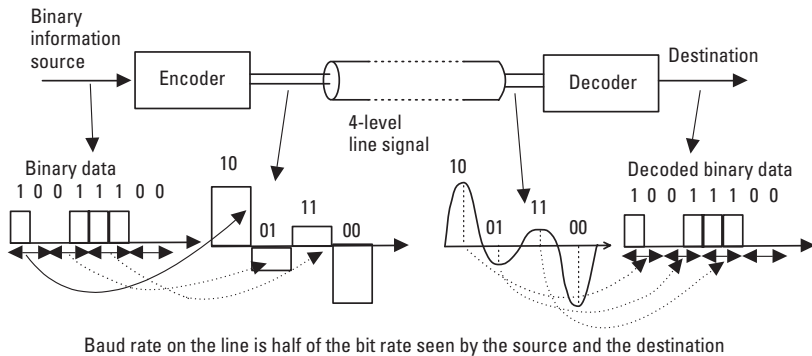 Binary
information
source
Encoder
4-level
line signal
Decoder
Destination
Binary data
1 0 0 1 1 1 0 0
10
01
11
00
10
01
11
00
Decoded binary data
1 0 0 1 1 1 0 0
Baud rate on the line is half of the bit rate seen by the source and the destination